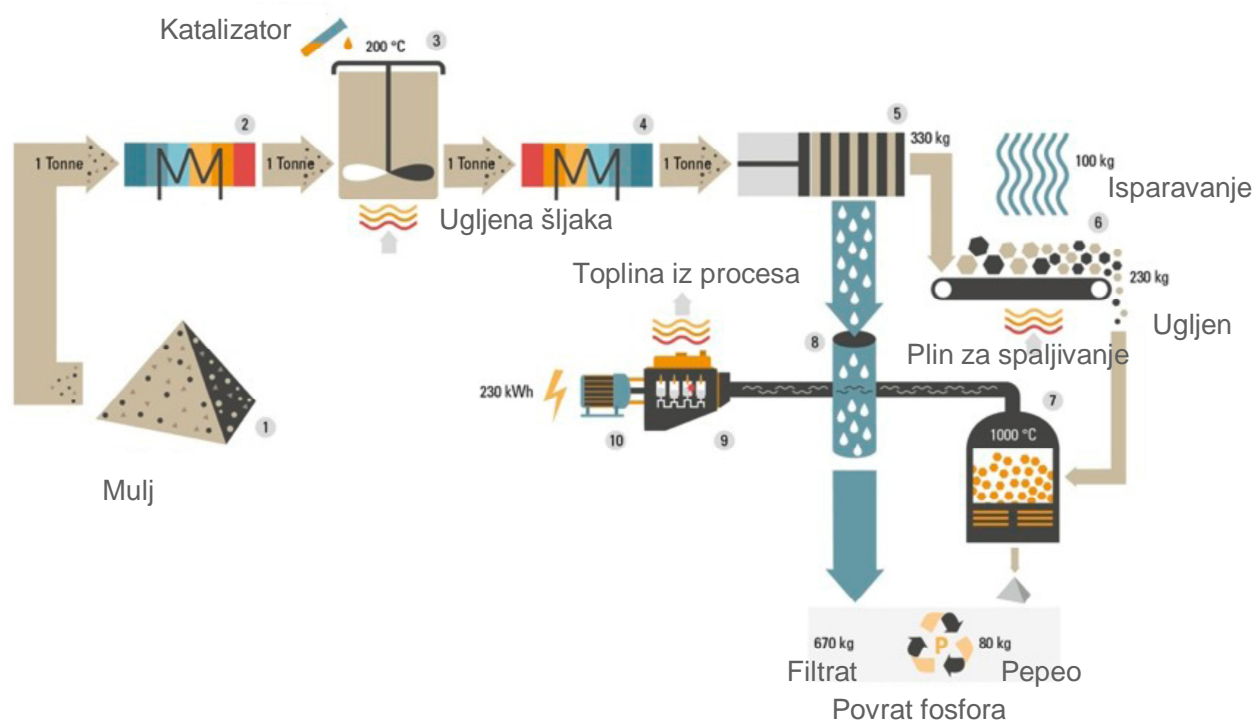 Katalizator
200 °C
3
2
4
5
1 Tonne
1 Tonne
1 Tonne
1 Tonne
330 kg
100 kg
Isparavanje
6
Ugljena šljaka
Toplina iz procesa
230 kg
Ugljen
Plin za spaljivanje
8
230 kWh
10
9
7
1000 °C
1
Mulj
670 kg
P
80 kg
Filtrat
Pepeo
Povrat fosfora